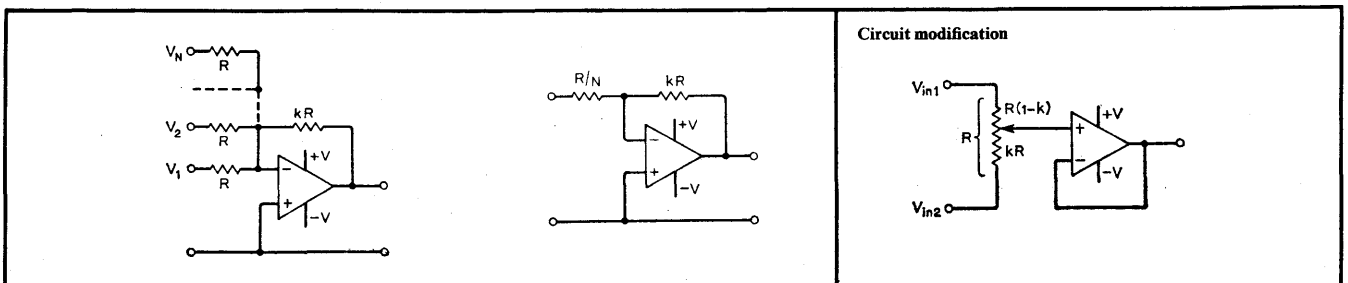 V_N
R
V_2
R
kR
V_1
R
+V
−
+
−V
R/N
kR
+V
−
+
−V
Circuit modification
V_in1
R(1-k)
R
kR
+V
+
−
−V
V_in2